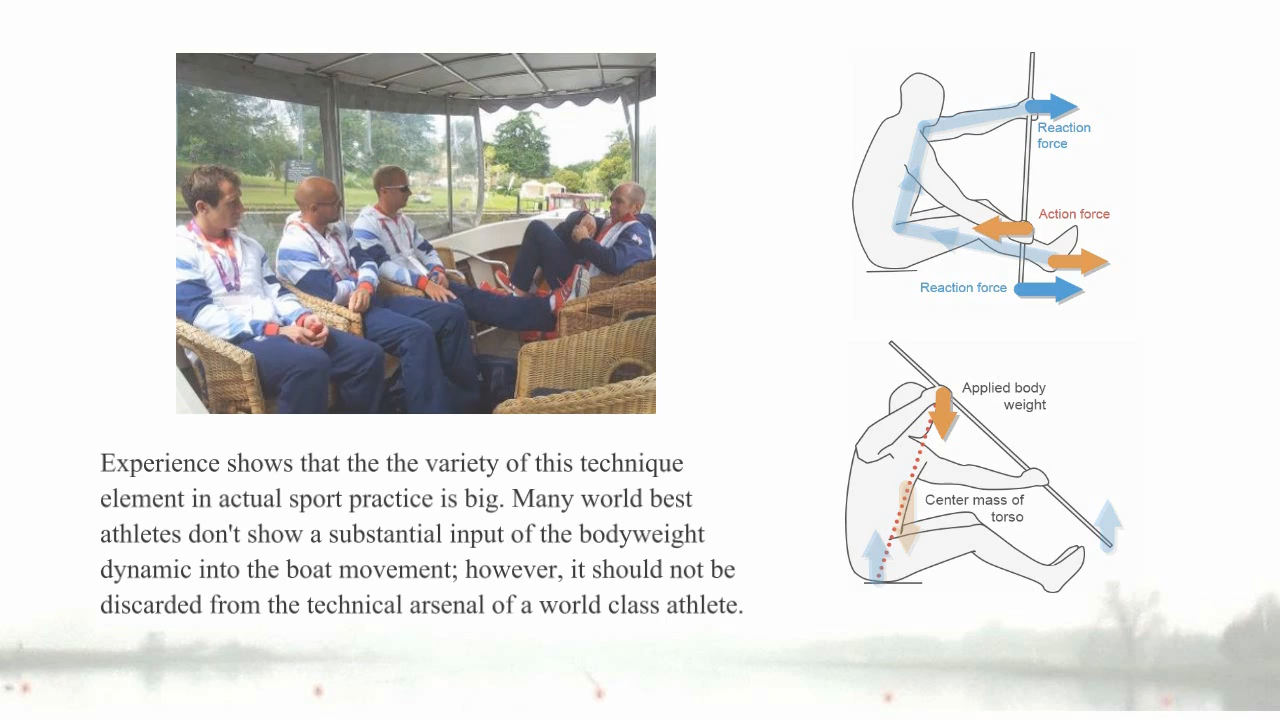 Experience shows that the the variety of this technique
element in actual sport practice is big. Many world best
athletes don't show a substantial input of the bodyweight
dynamic into the boat movement; however, it should not be
discarded from the technical arsenal of a world class athlete.
Reaction
force
Action force
Reaction force
Applied body
weight
Center mass of
torso